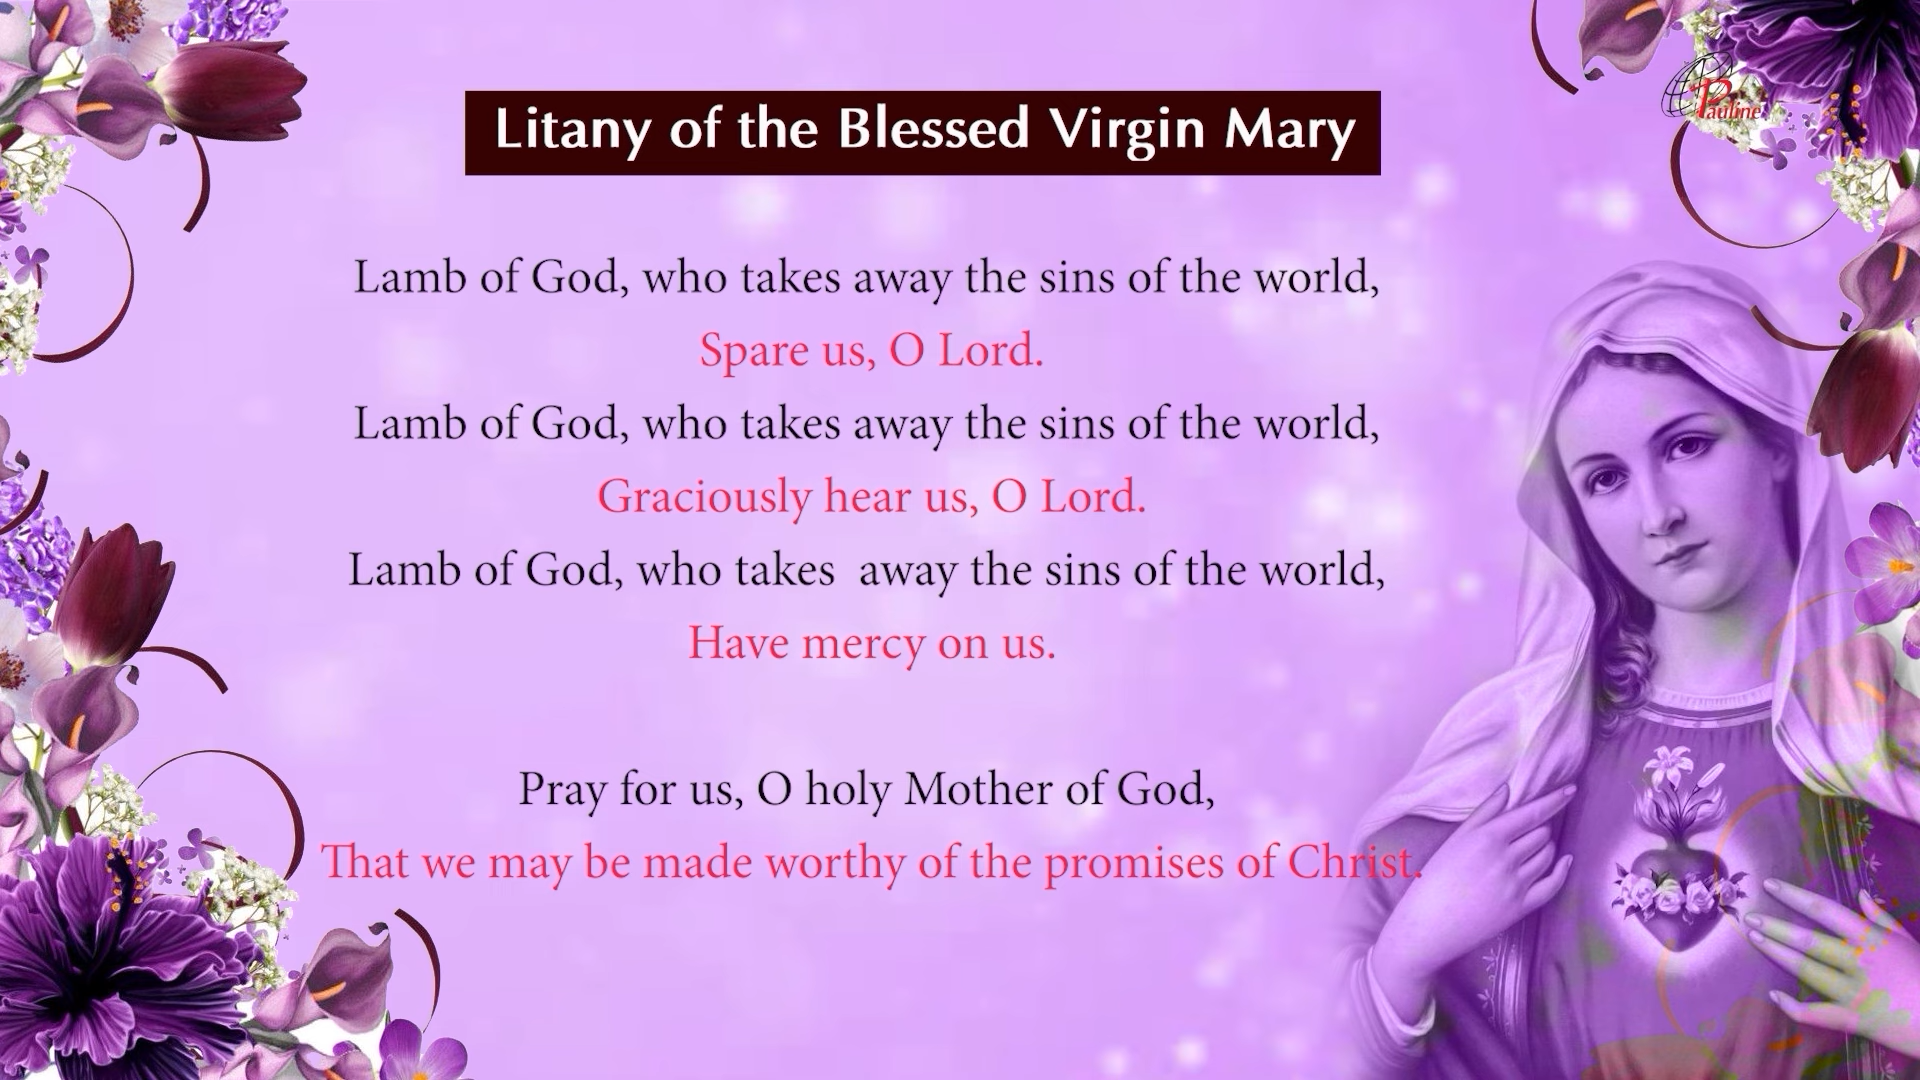 Pauline
Litany of the Blessed Virgin Mary
Lamb of God, who takes away the sins of the world,
Spare us, O Lord.
Lamb of God, who takes away the sins of the world,
Graciously hear us, O Lord.
Lamb of God, who takes  away the sins of the world,
Have mercy on us.
Pray for us, O holy Mother of God,
That we may be made worthy of the promises of Christ.